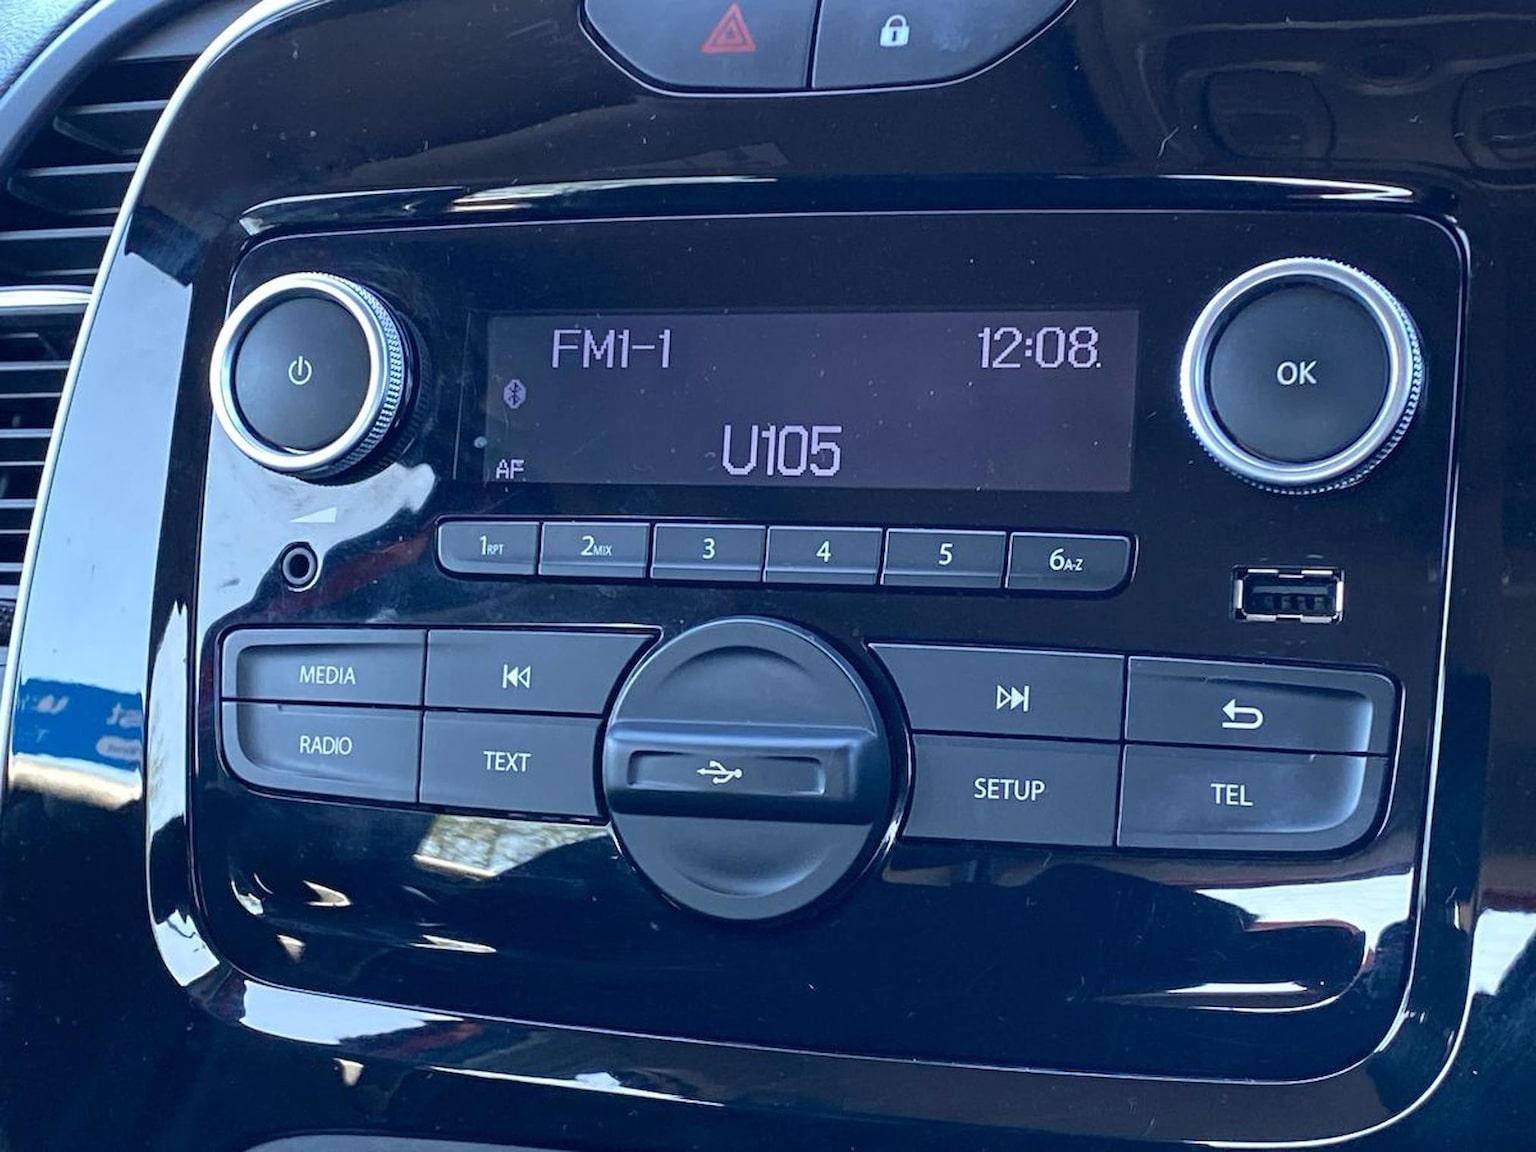 FM1-1 12:08
AF U105
OK
1RPT 2MIX 3 4 5 6A-Z
MEDIA
RADIO TEXT
SETUP TEL